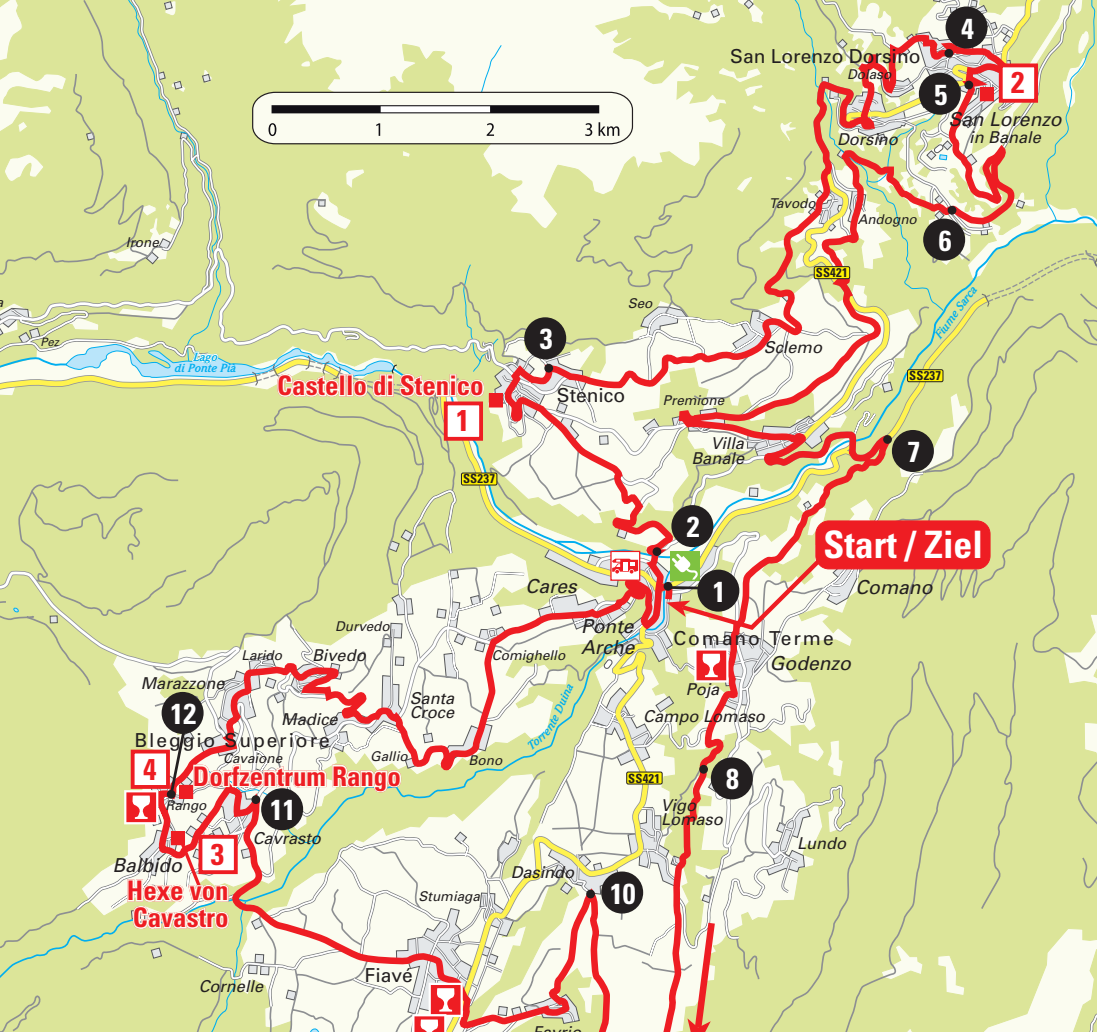 4
San Lorenzo Dorsino
Dolaso
2
5
San Lorenzo
in Banale
0
1
2
3 km
Dorsino
Tavodo
Andogno
6
Irone
SS421
Fiume Sarca
Seo
Pez
Lago
di Ponte Pià
3
Sclemo
Castello di Stenico
1
Stenico
SS237
Premione
Villa
Banale
7
SS237
2
Start / Ziel
Cares
1
Comano
Durvedo
Ponte
Arche
Comano Terme
Larido
Bivedo
Comighello
Godenzo
Marazzone
Poja
Santa
Croce
12
Madice
Campo Lomaso
Torrente Duina
Bleggio Superiore
Cavaione
Gallio
Bono
4
Dorfzentrum Rango
SS421
8
Rango
11
Vigo
Lomaso
Cavrasto
Lundo
3
Balbido
Dasindo
Hexe von
Cavastro
10
Stumiaga
Fiavé
Cornelle
Favrio